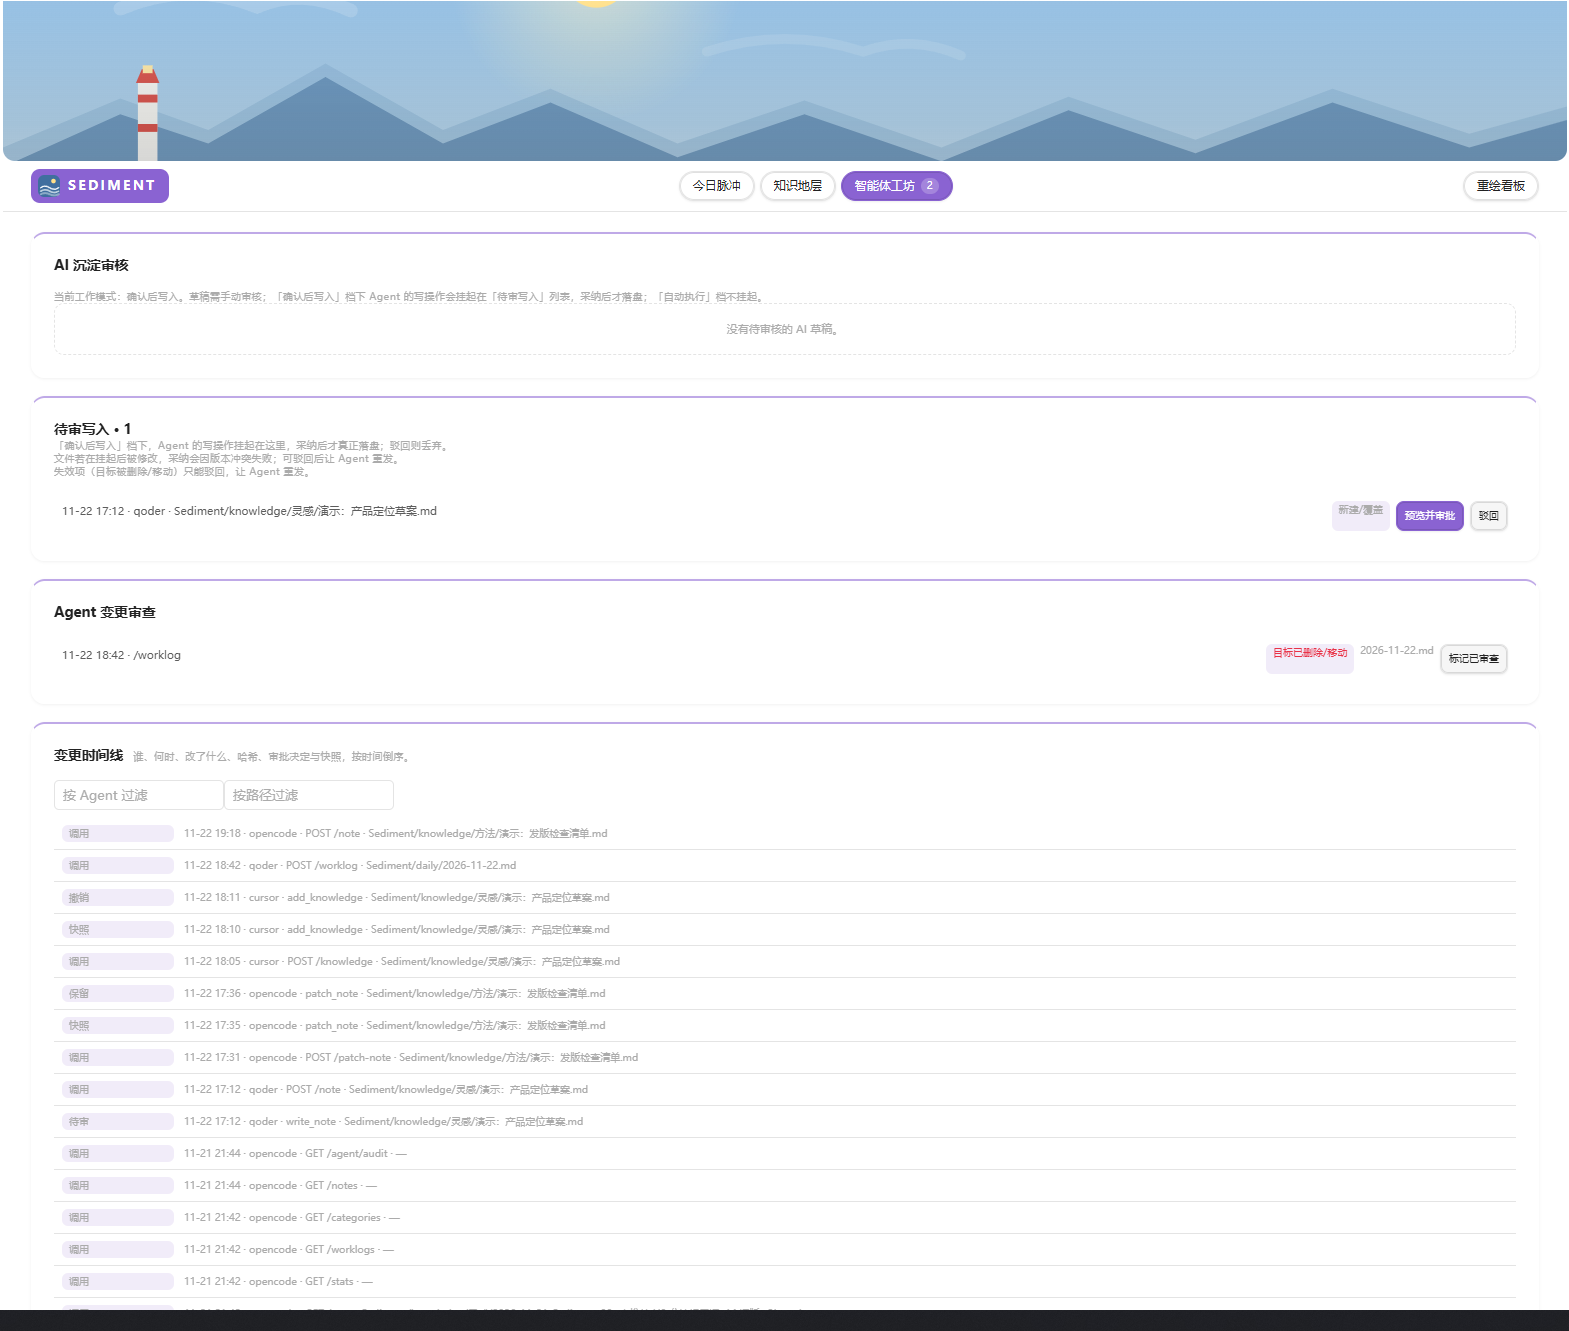 SEDIMENT
今日脉冲
知识地层
智能体工坊 2
重绘看板
AI 沉淀审核
当前工作模式：确认后写入。草稿需手动审核；「确认后写入」档下 Agent 的写操作会挂起在「待审写入」列表，采纳后才落盘；「自动执行」档不挂起。
没有待审核的 AI 草稿。
待审写入 • 1
「确认后写入」档下，Agent 的写操作挂起在这里，采纳后才真正落盘；驳回则丢弃。
文件若在挂起后被修改，采纳会因版本冲突失败；可驳回后让 Agent 重发。
失效项（目标被删除/移动）只能驳回，让 Agent 重发。
11-22 17:12 · qoder · Sediment/knowledge/灵感/演示：产品定位草案.md
新建/覆盖
预览并审批
驳回
Agent 变更审查
11-22 18:42 · /worklog
目标已删除/移动
2026-11-22.md
标记已审查
变更时间线 谁、何时、改了什么、哈希、审批决定与快照，按时间倒序。
按 Agent 过滤
按路径过滤
调用 11-22 19:18 · opencode · POST /note · Sediment/knowledge/方法/演示：发版检查清单.md
调用 11-22 18:42 · qoder · POST /worklog · Sediment/daily/2026-11-22.md
撤销 11-22 18:11 · cursor · add_knowledge · Sediment/knowledge/灵感/演示：产品定位草案.md
快照 11-22 18:10 · cursor · add_knowledge · Sediment/knowledge/灵感/演示：产品定位草案.md
调用 11-22 18:05 · cursor · POST /knowledge · Sediment/knowledge/灵感/演示：产品定位草案.md
保留 11-22 17:36 · opencode · patch_note · Sediment/knowledge/方法/演示：发版检查清单.md
快照 11-22 17:35 · opencode · patch_note · Sediment/knowledge/方法/演示：发版检查清单.md
调用 11-22 17:31 · opencode · POST /patch-note · Sediment/knowledge/方法/演示：发版检查清单.md
调用 11-22 17:12 · qoder · POST /note · Sediment/knowledge/灵感/演示：产品定位草案.md
待审 11-22 17:12 · qoder · write_note · Sediment/knowledge/灵感/演示：产品定位草案.md
调用 11-21 21:44 · opencode · GET /agent/audit · —
调用 11-21 21:44 · opencode · GET /notes · —
调用 11-21 21:42 · opencode · GET /categories · —
调用 11-21 21:42 · opencode · GET /worklogs · —
调用 11-21 21:42 · opencode · GET /stats · —